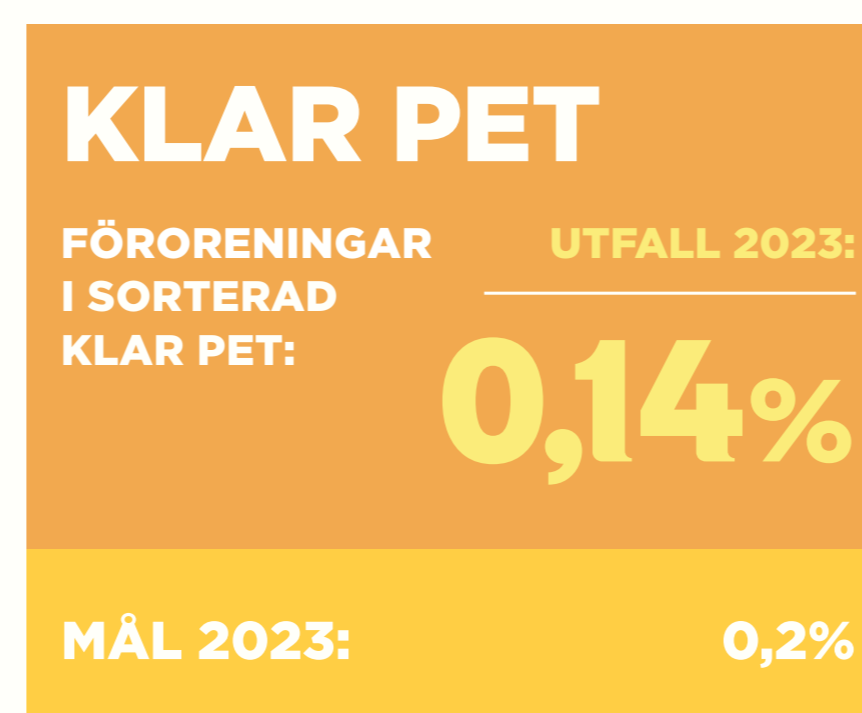 KLAR PET
FÖRORENINGAR
I SORTERAD
KLAR PET:
UTFALL 2023:
0,14%
MÅL 2023:
0,2%